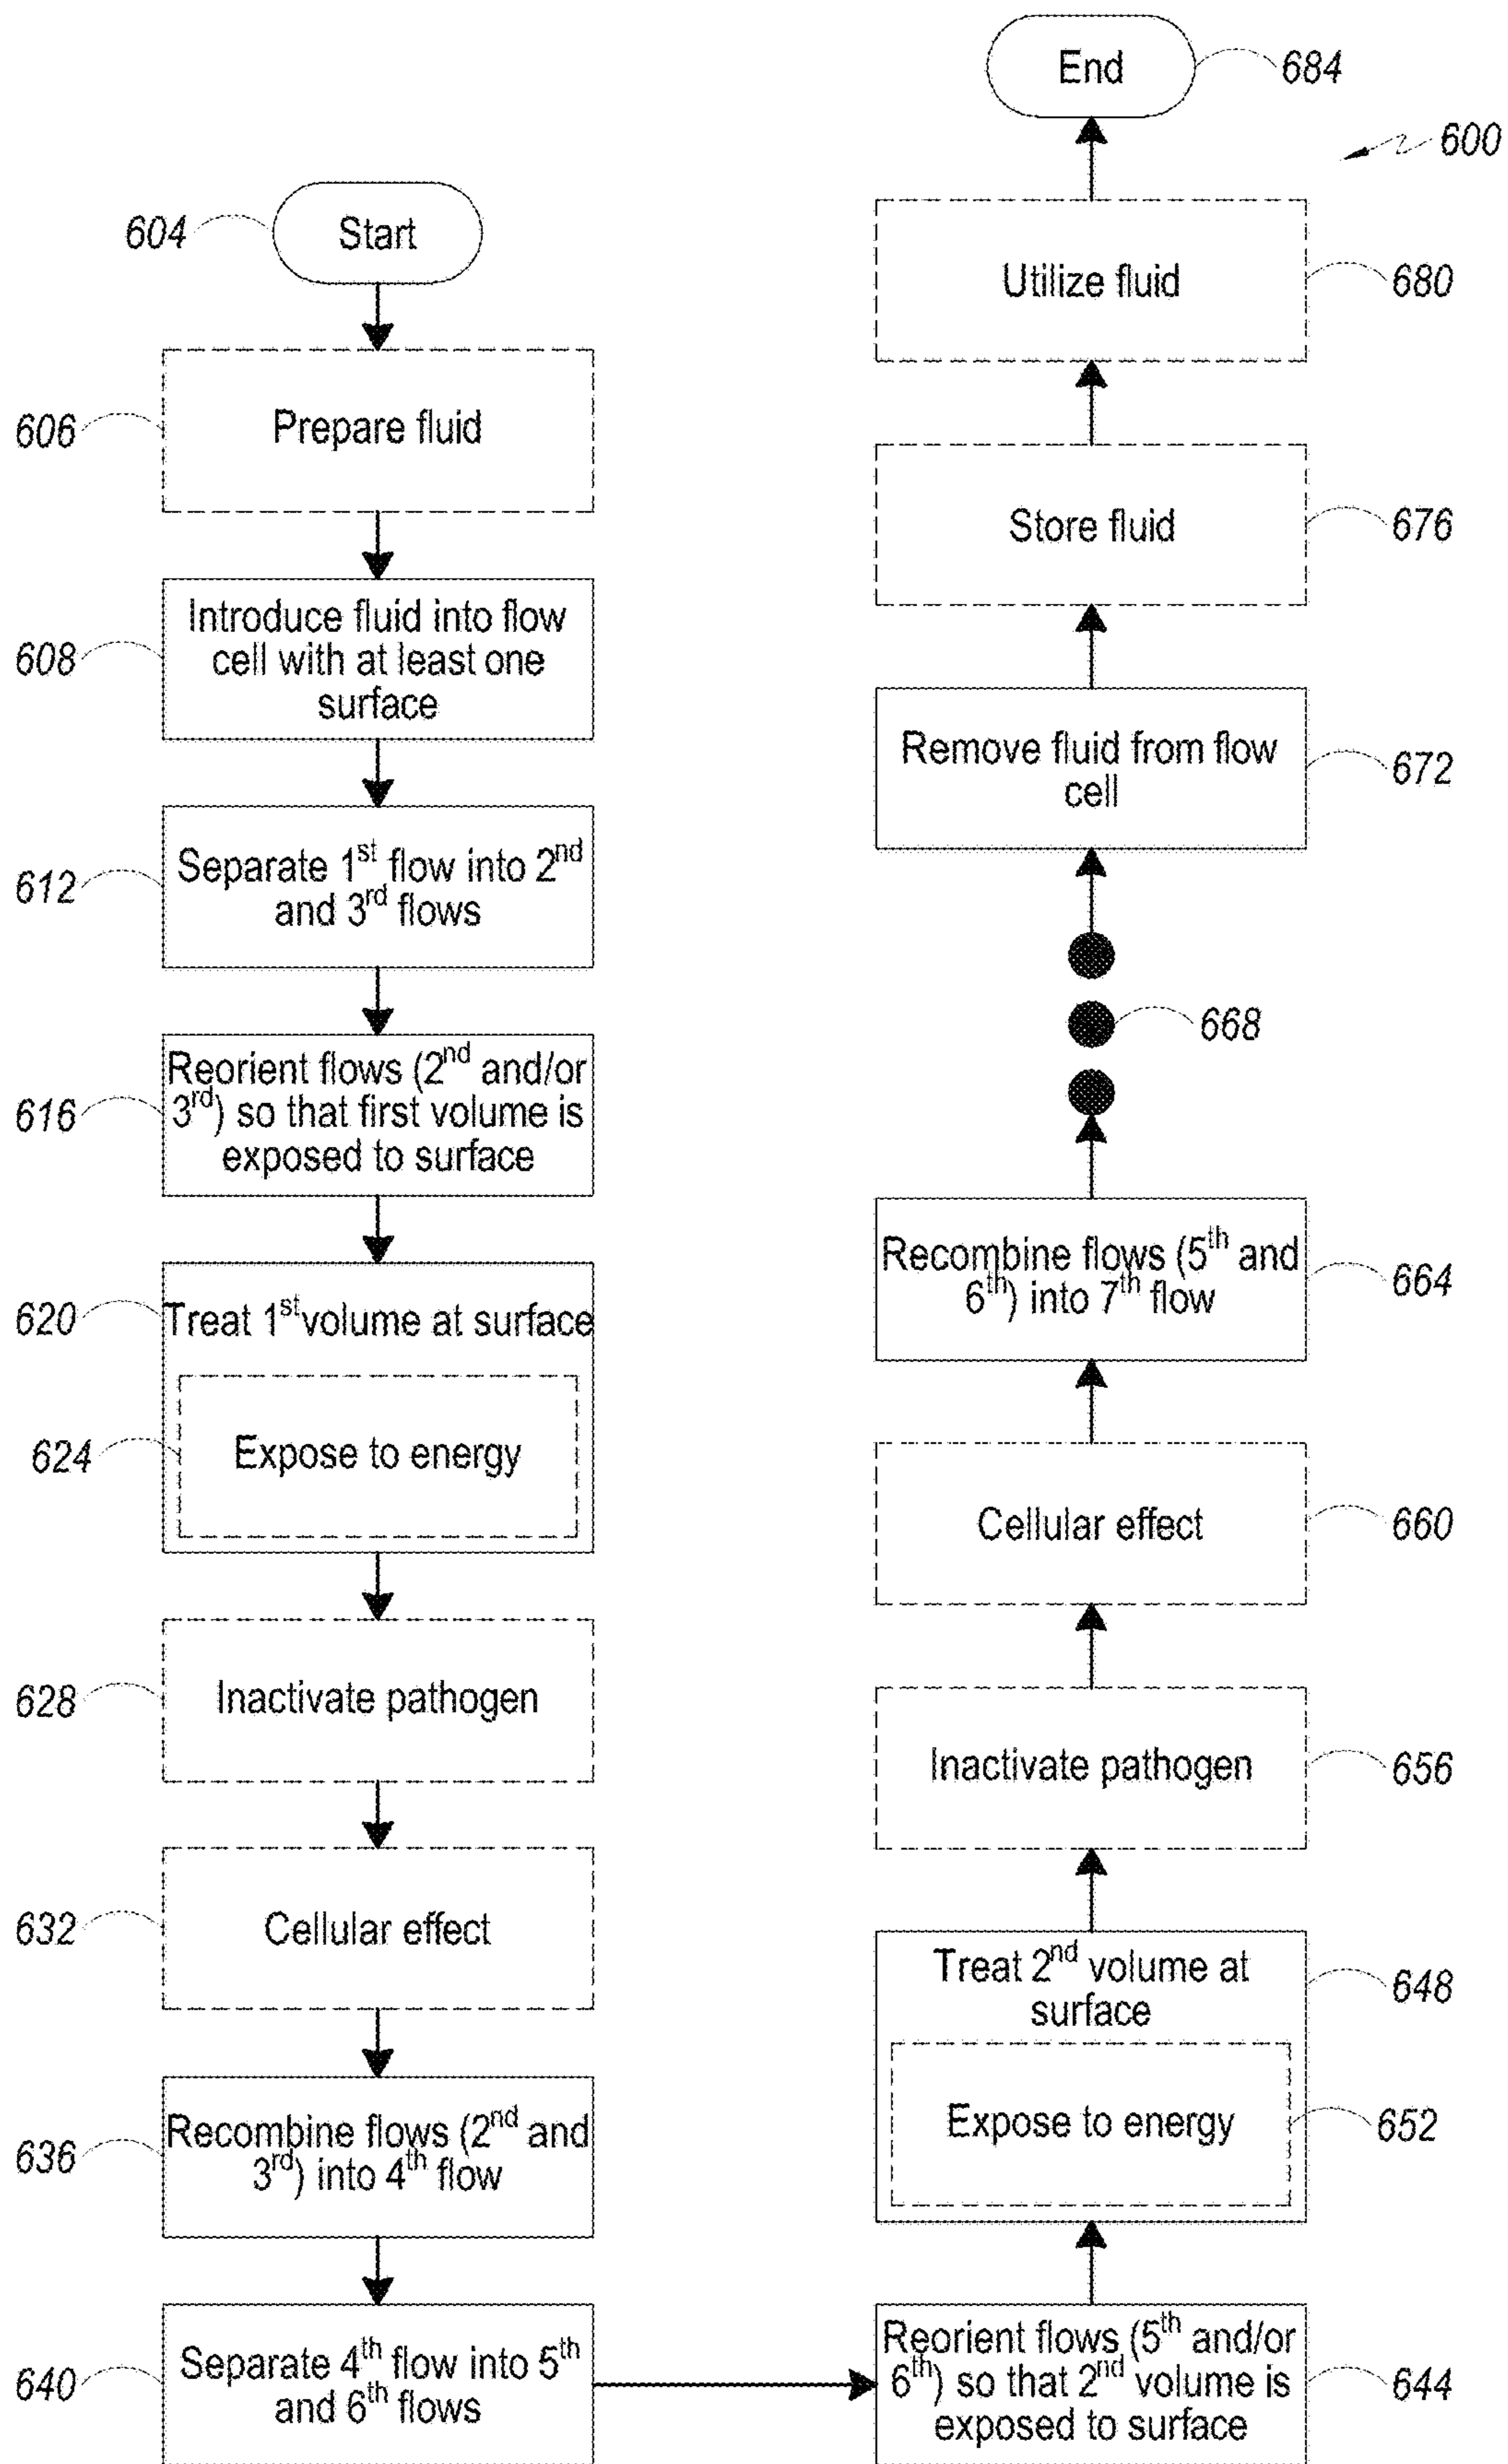 604
Start
606
Prepare fluid
608
Introduce fluid into flow
cell with at least one
surface
612
Separate 1st flow into 2nd
and 3rd flows
616
Reorient flows (2nd and/or
3rd) so that first volume is
exposed to surface
620
Treat 1st volume at surface
624
Expose to energy
628
Inactivate pathogen
632
Cellular effect
636
Recombine flows (2nd and
3rd) into 4th flow
640
Separate 4th flow into 5th
and 6th flows
Reorient flows (5th and/or
6th) so that 2nd volume is
exposed to surface
644
Treat 2nd volume at
surface
648
Expose to energy
652
Inactivate pathogen
656
Cellular effect
660
Recombine flows (5th and
6th) into 7th flow
664
668
Remove fluid from flow
cell
672
Store fluid
676
Utilize fluid
680
End
684
600